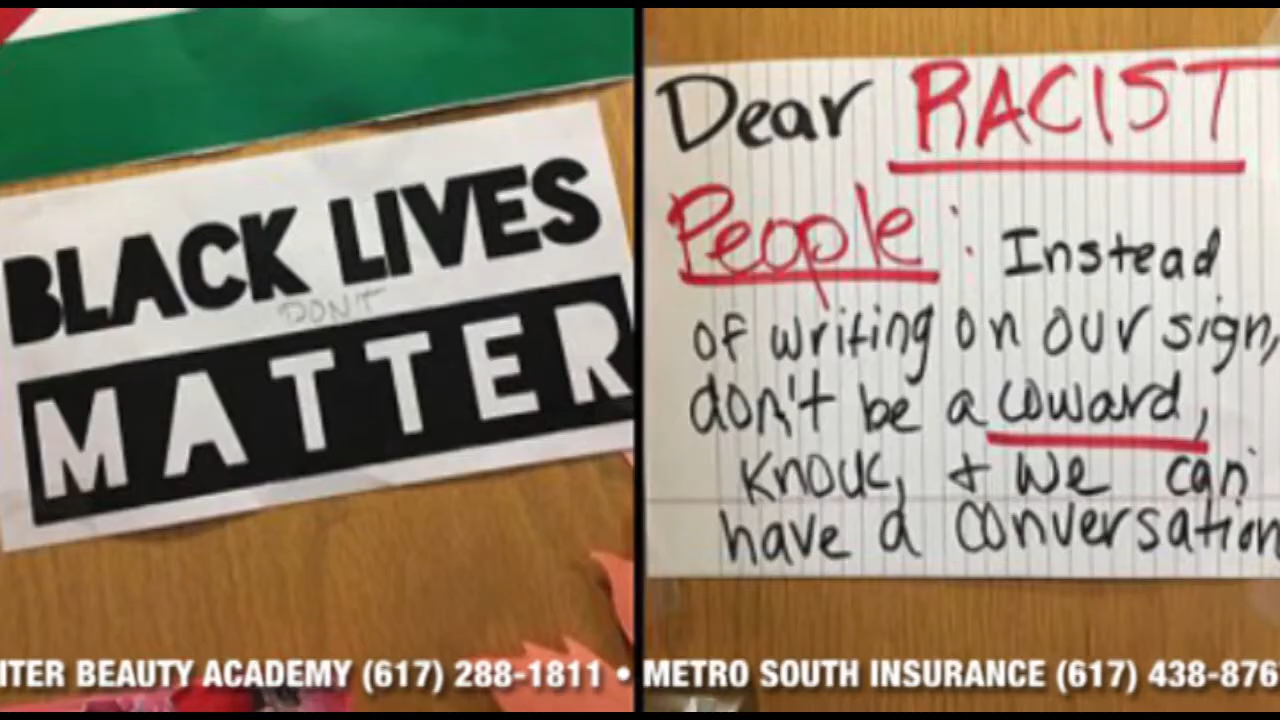 BLACK LIVES
DON'T
MATTER
Dear RACIST
People: Instead
of writing on our sign,
don't be a coward,
Knock, + we can
have a conversation
NTER BEAUTY ACADEMY (617) 288-1811 • METRO SOUTH INSURANCE (617) 438-876